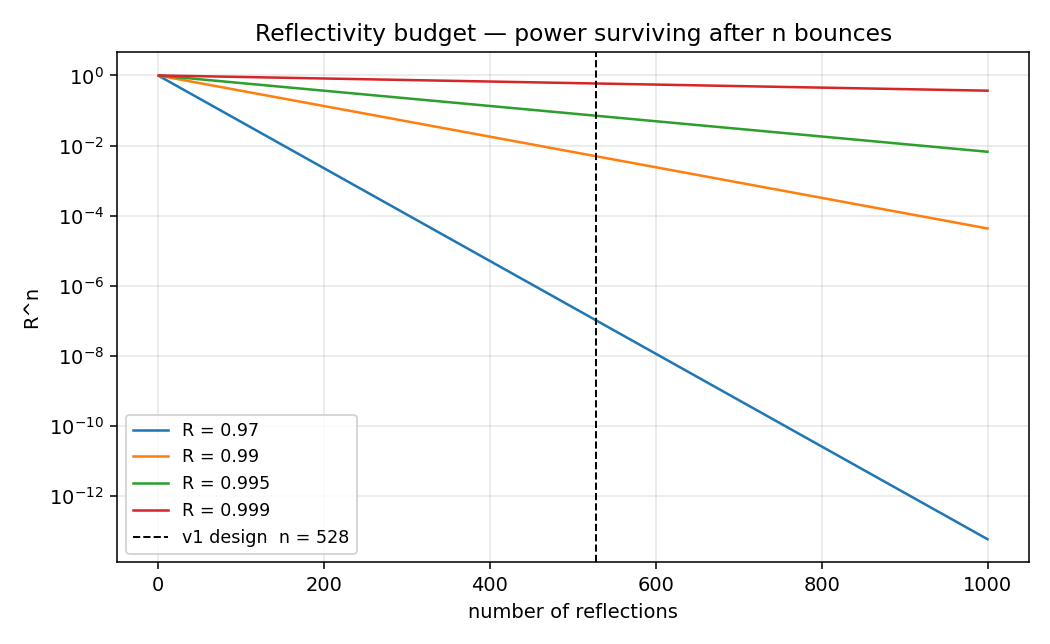 Reflectivity budget — power surviving after n bounces
R^n
10⁰
10⁻²
10⁻⁴
10⁻⁶
10⁻⁸
10⁻¹⁰
10⁻¹²
R = 0.97
R = 0.99
R = 0.995
R = 0.999
v1 design  n = 528
0 200 400 600 800 1000
number of reflections